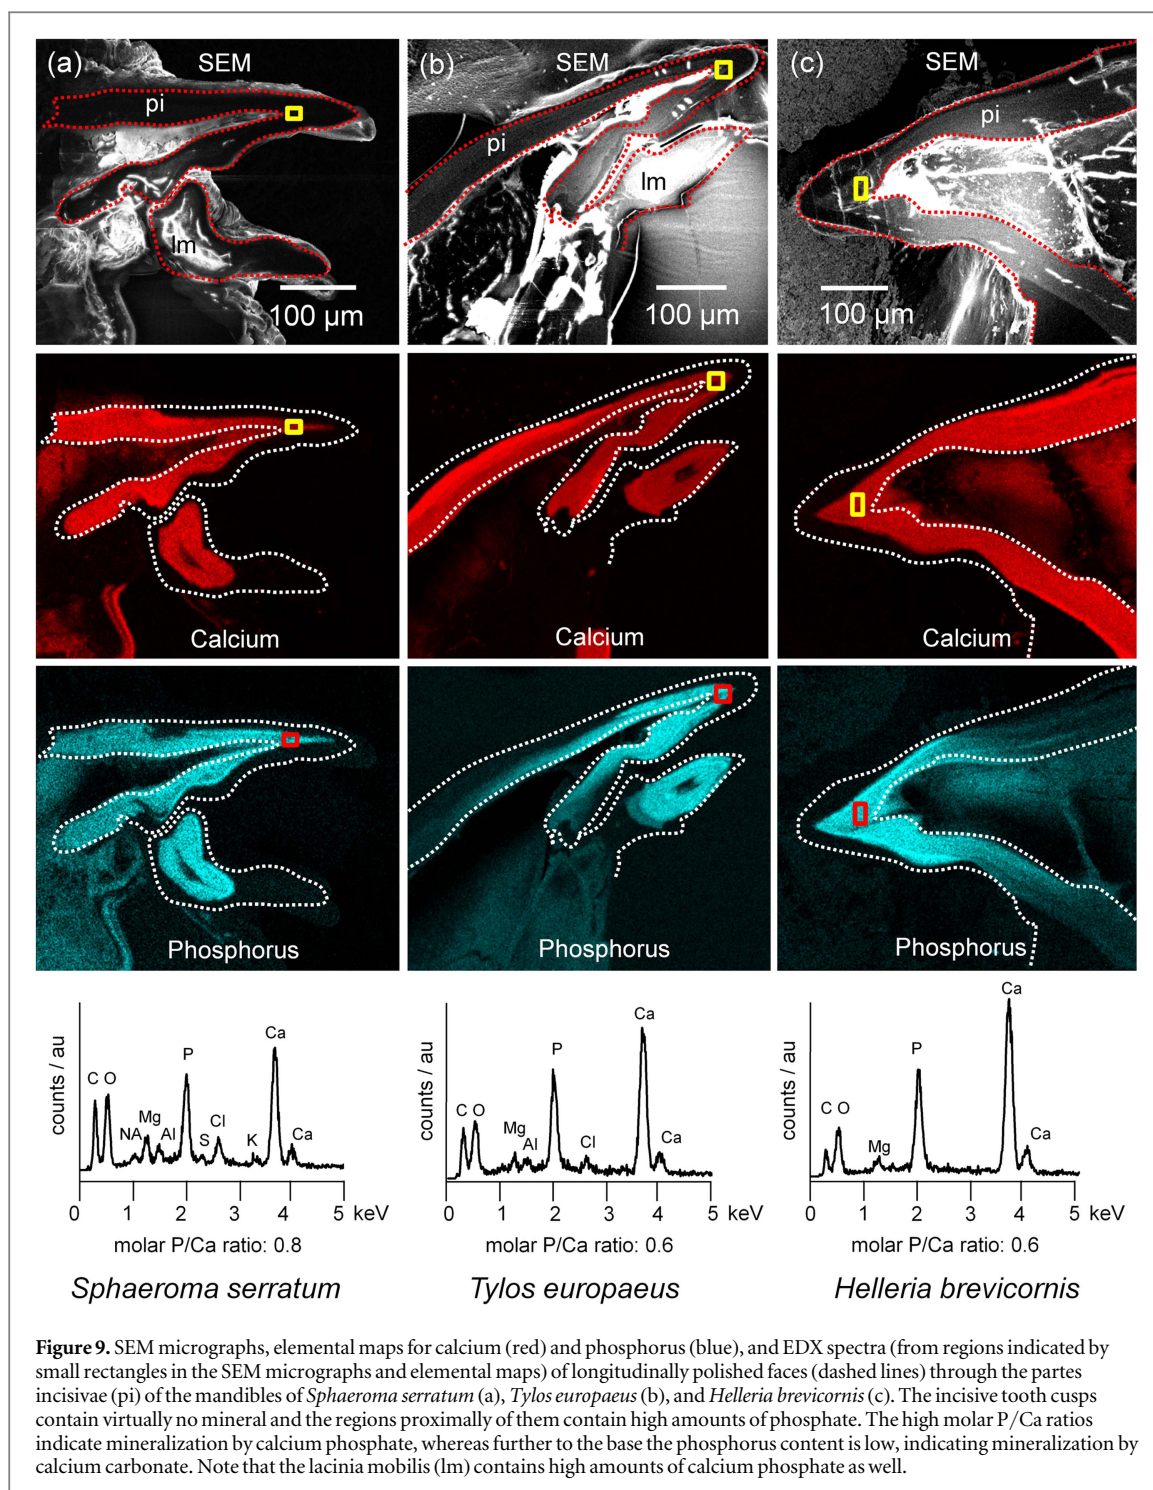 (a)
SEM
pi
lm
100 µm
(b)
SEM
pi
lm
100 µm
(c)
SEM
pi
100 µm
Calcium
Calcium
Calcium
Phosphorus
Phosphorus
Phosphorus
counts / au
C
O
NA
Mg
Al
P
S
Cl
K
Ca
Ca
0 1 2 3 4 5 keV
molar P/Ca ratio: 0.8
Sphaeroma serratum
counts / au
C
O
Mg
Al
P
Cl
Ca
Ca
0 1 2 3 4 5 keV
molar P/Ca ratio: 0.6
Tylos europaeus
counts / au
C
O
Mg
P
Ca
Ca
0 1 2 3 4 5 keV
molar P/Ca ratio: 0.6
Helleria brevicornis
Figure 9. SEM micrographs, elemental maps for calcium (red) and phosphorus (blue), and EDX spectra (from regions indicated by
small rectangles in the SEM micrographs and elemental maps) of longitudinally polished faces (dashed lines) through the partes
incisivae (pi) of the mandibles of Sphaeroma serratum (a), Tylos europaeus (b), and Helleria brevicornis (c). The incisive tooth cusps
contain virtually no mineral and the regions proximally of them contain high amounts of phosphate. The high molar P/Ca ratios
indicate mineralization by calcium phosphate, whereas further to the base the phosphorus content is low, indicating mineralization by
calcium carbonate. Note that the lacinia mobilis (lm) contains high amounts of calcium phosphate as well.